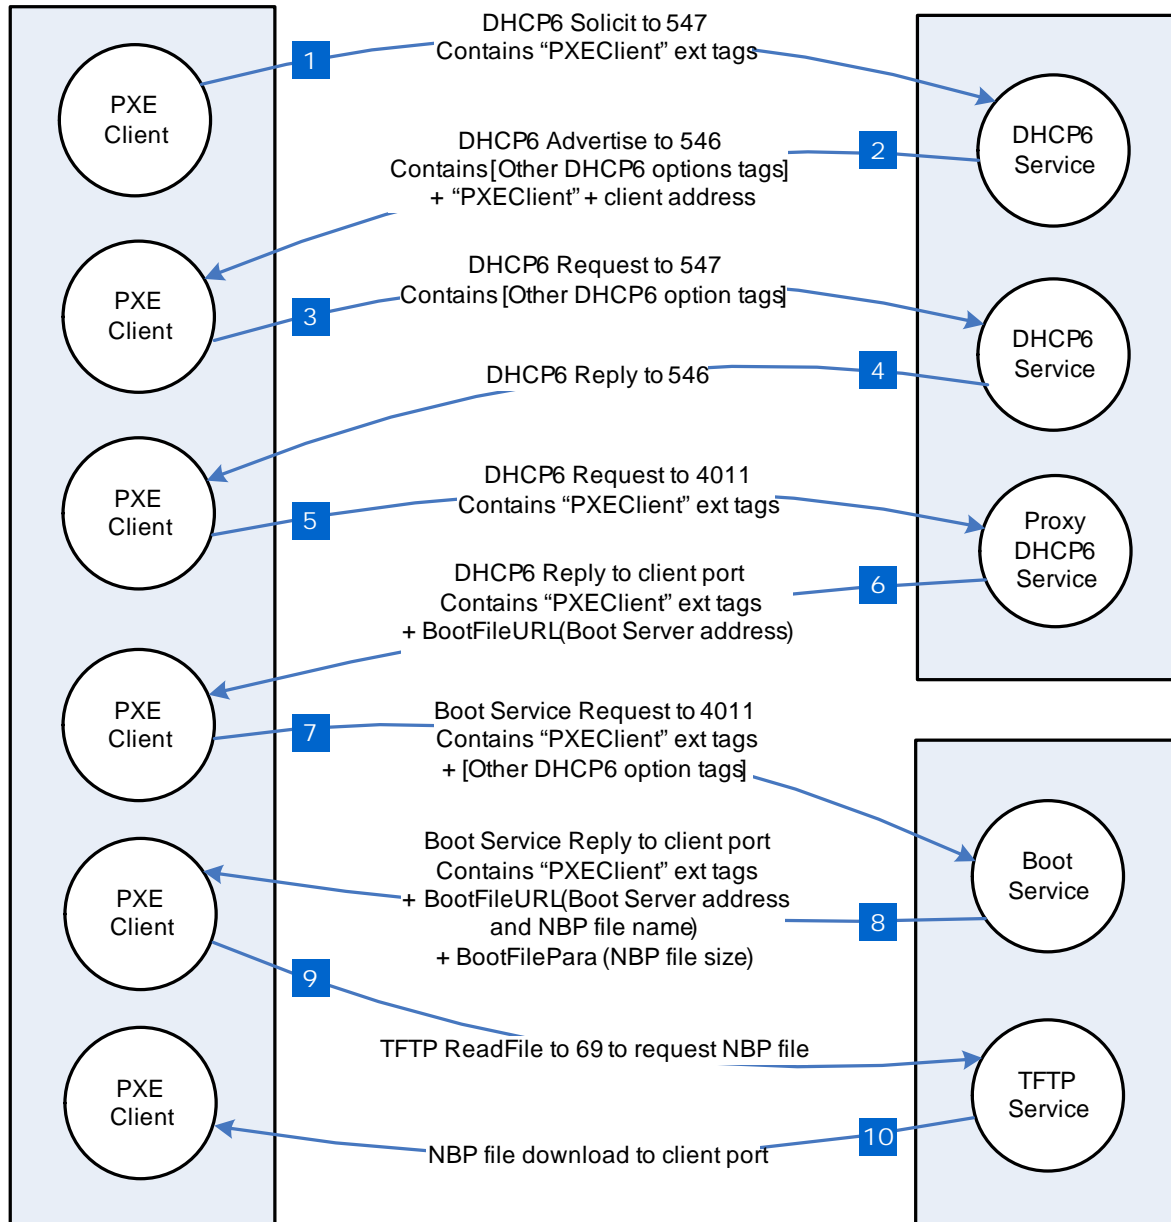 DHCP6 Solicit to 547
Contains “PXEClient” ext tags
1
PXE
Client
DHCP6
Service
DHCP6 Advertise to 546
Contains [Other DHCP6 options tags]
+ “PXEClient” + client address
2
PXE
Client
DHCP6 Request to 547
Contains [Other DHCP6 option tags]
3
DHCP6
Service
DHCP6 Reply to 546
4
PXE
Client
DHCP6 Request to 4011
Contains “PXEClient” ext tags
5
Proxy
DHCP6
Service
DHCP6 Reply to client port
Contains “PXEClient” ext tags
+ BootFileURL(Boot Server address)
6
PXE
Client
Boot Service Request to 4011
Contains “PXEClient” ext tags
+ [Other DHCP6 option tags]
7
Boot
Service
Boot Service Reply to client port
Contains “PXEClient” ext tags
+ BootFileURL(Boot Server address
and NBP file name)
+ BootFilePara (NBP file size)
8
PXE
Client
9
TFTP ReadFile to 69 to request NBP file
TFTP
Service
PXE
Client
10
NBP file download to client port